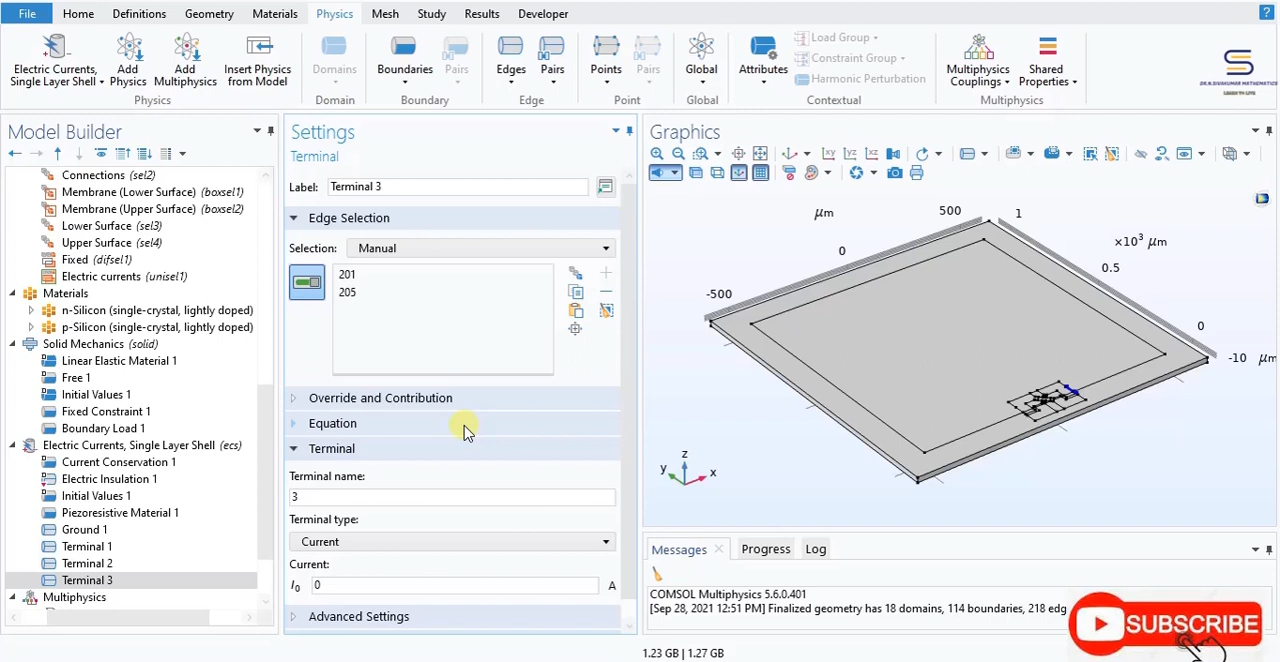 File Home Definitions Geometry Materials Physics Mesh Study Results Developer ?
Electric Currents, Single Layer Shell
Add Physics
Add Multiphysics
Insert Physics from Model
Domains
Boundaries
Pairs
Edges
Pairs
Points
Pairs
Global
Attributes
Load Group
Constraint Group
Harmonic Perturbation
Multiphysics Couplings
Shared Properties
Physics Domain Boundary Edge Point Global Contextual Multiphysics
DR.N.SIVAKUMAR MATHEMATICS
LEARN TO LIVE
Model Builder
Connections (sel2)
Membrane (Lower Surface) (boxsel1)
Membrane (Upper Surface) (boxsel2)
Lower Surface (sel3)
Upper Surface (sel4)
Fixed (difsel1)
Electric currents (unisel1)
Materials
n-Silicon (single-crystal, lightly doped)
p-Silicon (single-crystal, lightly doped)
Solid Mechanics (solid)
Linear Elastic Material 1
Free 1
Initial Values 1
Fixed Constraint 1
Boundary Load 1
Electric Currents, Single Layer Shell (ecs)
Current Conservation 1
Electric Insulation 1
Initial Values 1
Piezoresistive Material 1
Ground 1
Terminal 1
Terminal 2
Terminal 3
Multiphysics
Settings
Terminal
Label: Terminal 3
Edge Selection
Selection: Manual
201
205
Override and Contribution
Equation
Terminal
Terminal name:
3
Terminal type:
Current
Current:
I0 0 A
Advanced Settings
Graphics
xy yz xz
µm 500 1
×10³ µm
0 0.5
-500
0
-10 µm
z
y x
Messages Progress Log
COMSOL Multiphysics 5.6.0.401
[Sep 28, 2021 12:51 PM] Finalized geometry has 18 domains, 114 boundaries, 218 edg
SUBSCRIBE
1.23 GB | 1.27 GB